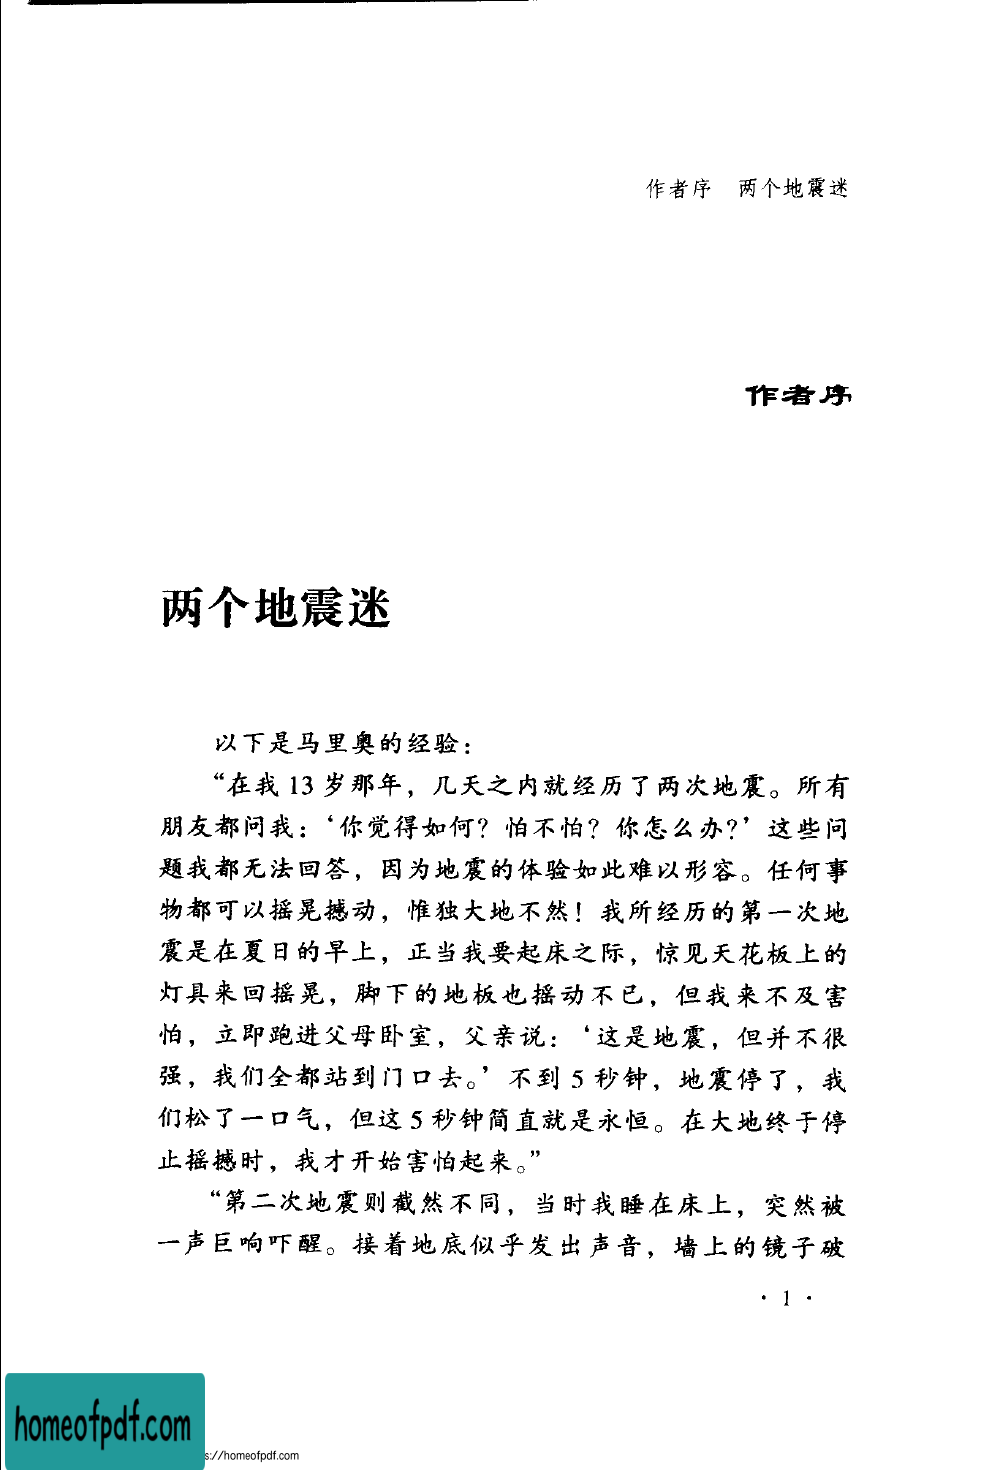 作者序 两个地震迷
作者序
两个地震迷
以下是马里奥的经验：
“在我 13 岁那年，几天之内就经历了两次地震。所有
朋友都问我：‘你觉得如何？怕不怕？你怎么办？’这些问
题我都无法回答，因为地震的体验如此难以形容。任何事
物都可以摇晃撼动，惟独大地不然！我所经历的第一次地
震是在夏日的早上，正当我要起床之际，惊见天花板上的
灯具来回摇晃，脚下的地板也摇动不已，但我来不及害
怕，立即跑进父母卧室，父亲说：‘这是地震，但并不很
强，我们全都站到门口去。’不到 5 秒钟，地震停了，我
们松了一口气，但这 5 秒钟简直就是永恒。在大地终于停
止摇撼时，我才开始害怕起来。”
“第二次地震则截然不同，当时我睡在床上，突然被
一声巨响吓醒。接着地底似乎发出声音，墙上的镜子破
· 1 ·
homeofpdf.com
s://homeofpdf.com